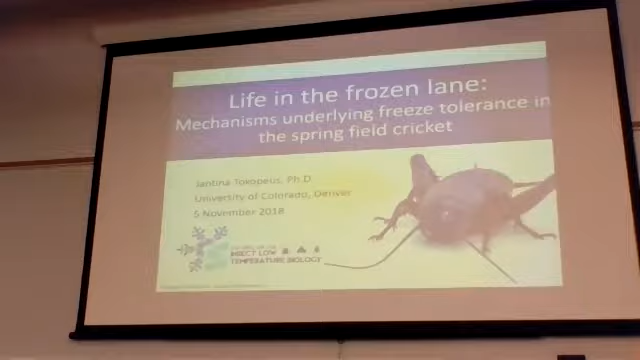 Life in the frozen lane:
Mechanisms underlying freeze tolerance in
the spring field cricket
Jantina Toxopeus, Ph.D.
University of Colorado, Denver
5 November 2018
INSECT LOW
TEMPERATURE BIOLOGY